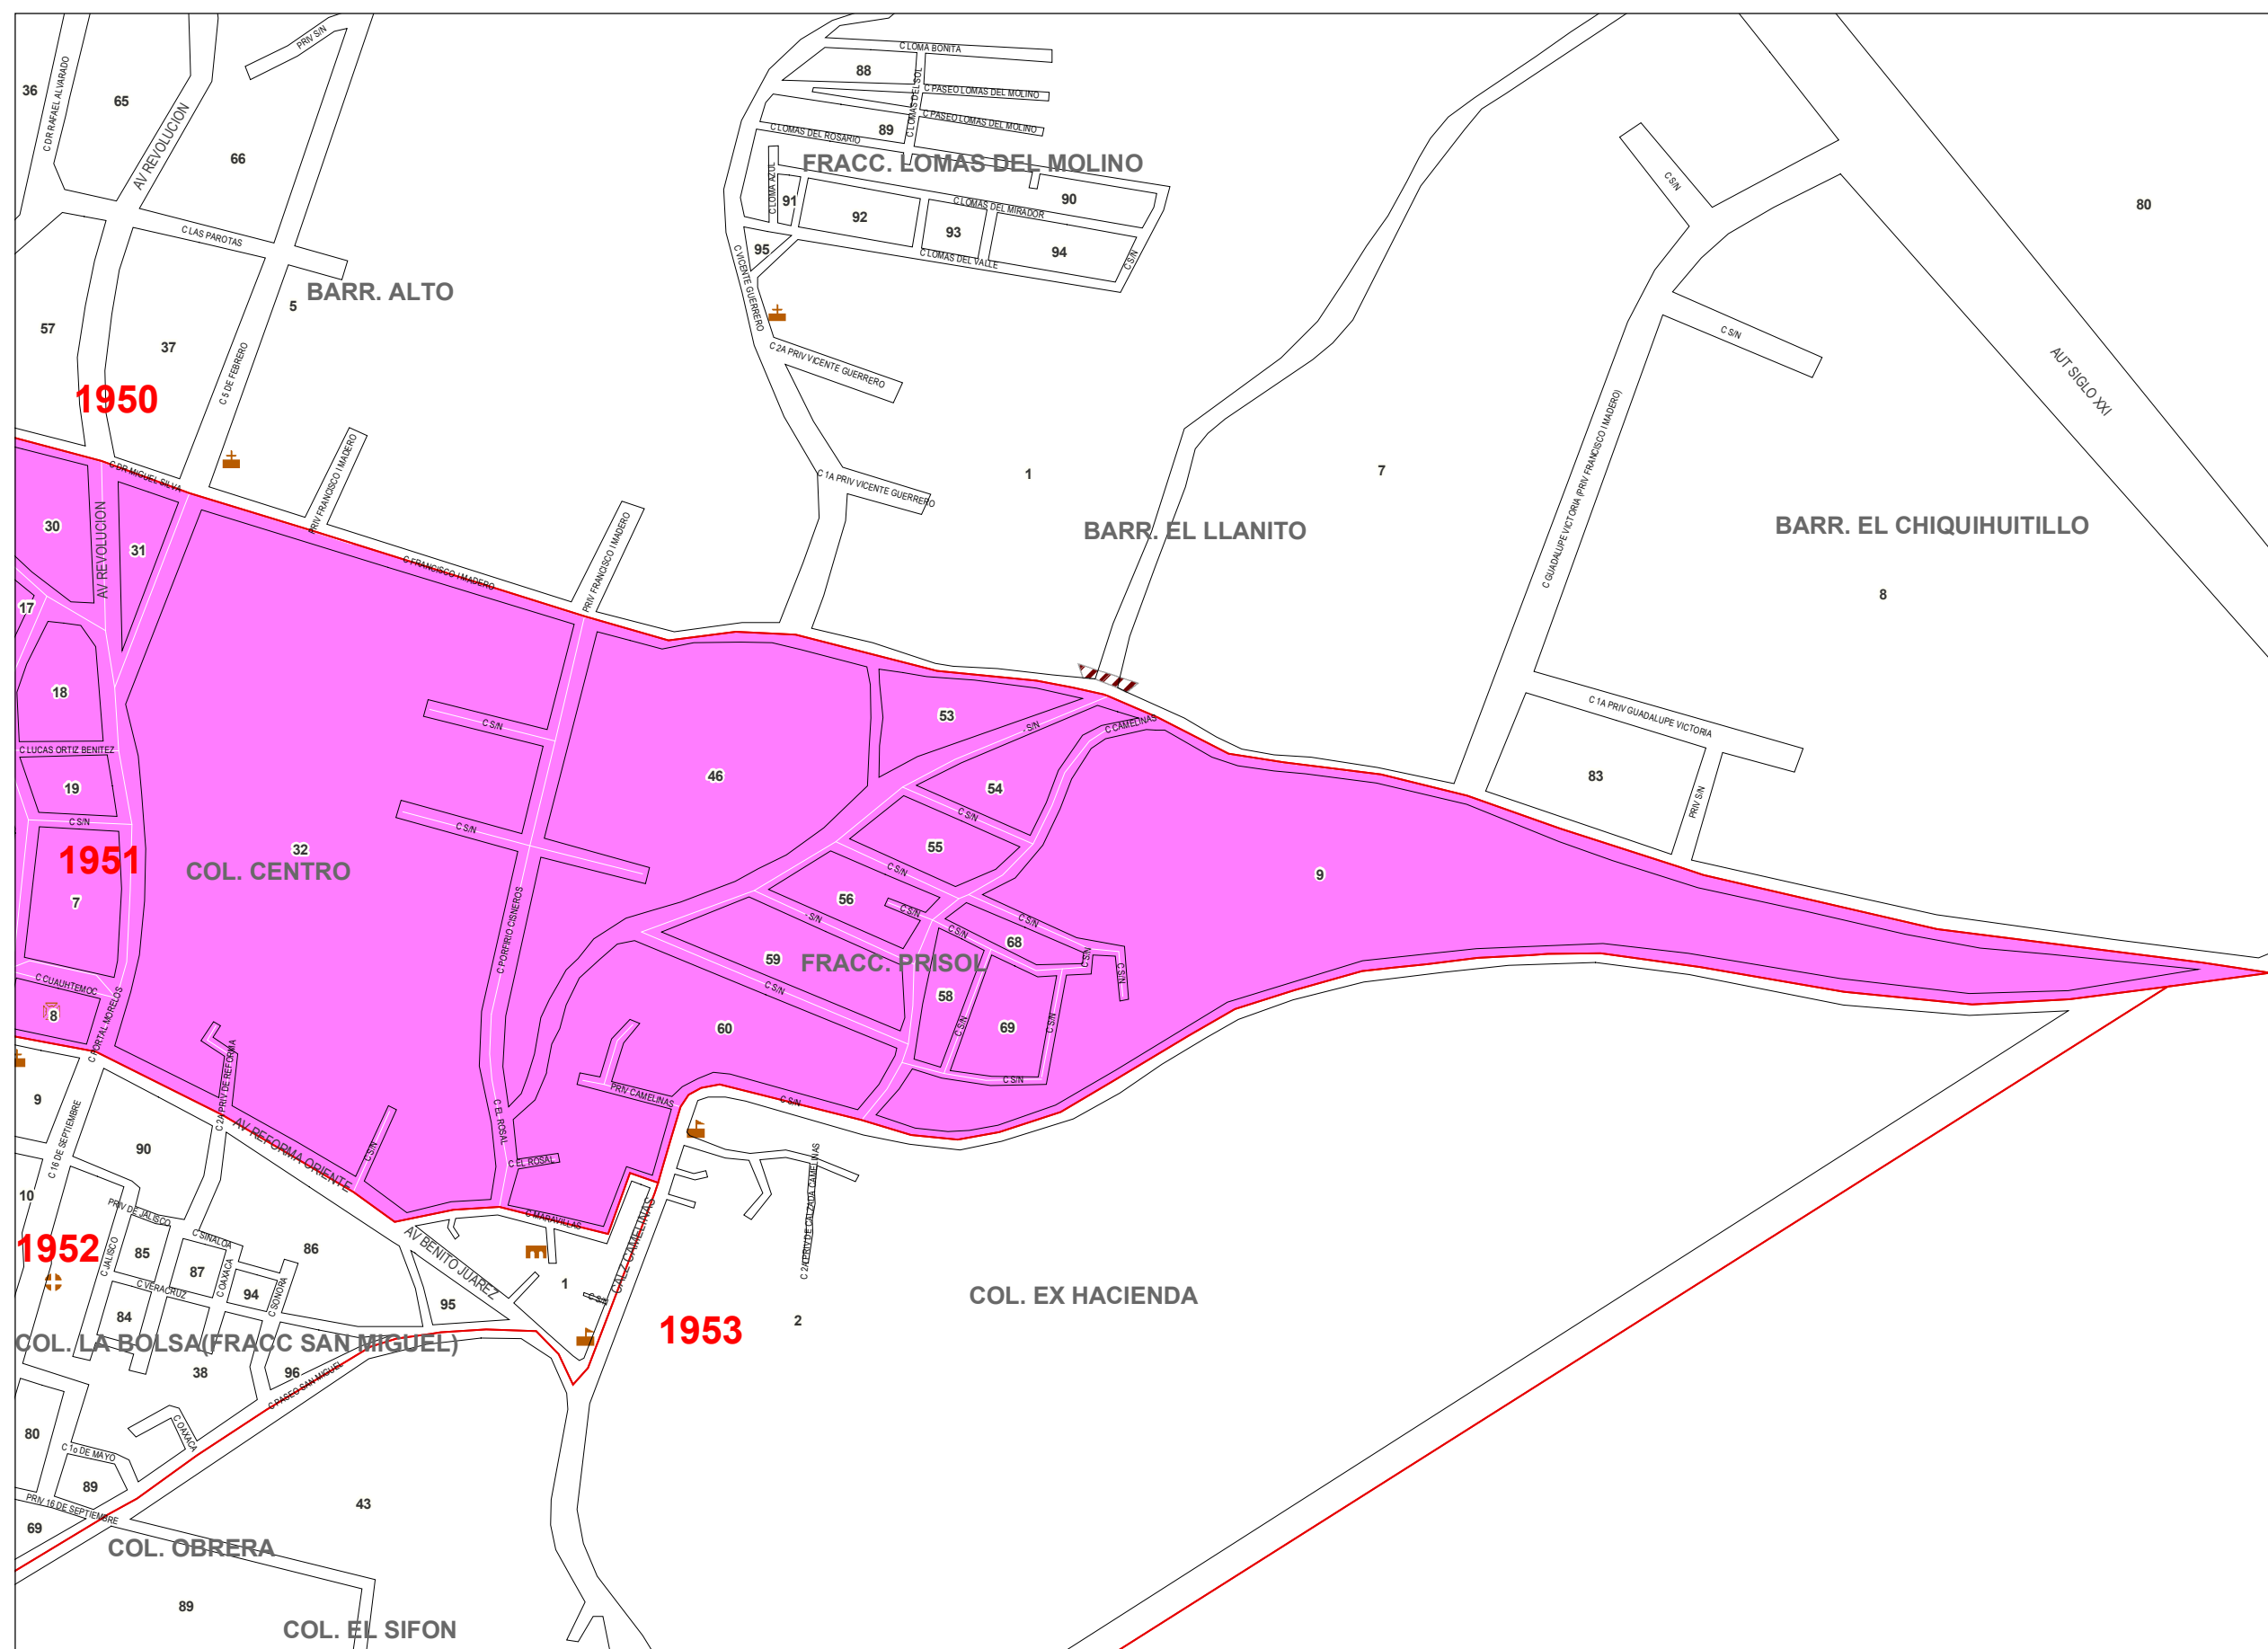 PRIV S/N
C LOMA BONITA
36
C DR RAFAEL ALVARADO
65
AV REVOLUCION
66
88
C LOMAS DEL SOL
C PASEO LOMAS DEL MOLINO
C PASEO LOMAS DEL MOLINO
89
C LOMAS DEL ROSARIO
FRACC. LOMAS DEL MOLINO
C LOMA AZUL
91
92
C LOMAS DEL MIRADOR
90
93
94
95
C LOMAS DEL VALLE
C S/N
C S/N
80
C LAS PAROTAS
BARR. ALTO
5
57
37
C VICENTE GUERRERO
C 2A PRIV VICENTE GUERRERO
C S/N
AUT SIGLO XXI
1950
C 5 DE FEBRERO
C DR MIGUEL SILVA
PRIV FRANCISCO I MADERO
C 1A PRIV VICENTE GUERRERO
1
7
C GUADALUPE VICTORIA (PRIV FRANCISCO I MADERO)
BARR. EL LLANITO
BARR. EL CHIQUIHUITILLO
8
30
AV REVOLUCION
31
C FRANCISCO I MADERO
PRIV FRANCISCO I MADERO
17
18
C LUCAS ORTIZ BENITEZ
19
C S/N
1951
7
COL. CENTRO
32
C S/N
C S/N
46
53
- S/N
C CAMELINAS
54
C S/N
55
C S/N
56
C S/N
- S/N
C S/N
C S/N
68
C S/N
C S/N
9
C 1A PRIV GUADALUPE VICTORIA
83
PRIV S/N
C PORFIRIO CISNEROS
59
FRACC. PRISOL
C S/N
58
C S/N
69
C S/N
C S/N
60
C CUAUHTEMOC
8
C PORTAL MORELOS
C 2A PRIV DE REFORMA
PRIV CAMELINAS
C S/N
C EL ROSAL
C EL ROSAL
9
C 16 DE SEPTIEMBRE
90
AV REFORMA ORIENTE
C S/N
10
PRIV DE JALISCO
C MARAVILLAS
CALZ CAMELINAS
C 2A PRIV DE CALZADA CAMELINAS
1952
C JALISCO
85
C SINALOA
87
C OAXACA
86
AV BENITO JUAREZ
C VERACRUZ
94
C SONORA
95
1
C S/N
COL. EX HACIENDA
84
1953
2
COL. LA BOLSA(FRACC SAN MIGUEL)
38
96
C PASEO SAN MIGUEL
80
C OAXACA
C 1o DE MAYO
89
PRIV 16 DE SEPTIEMBRE
43
69
COL. OBRERA
89
COL. EL SIFON